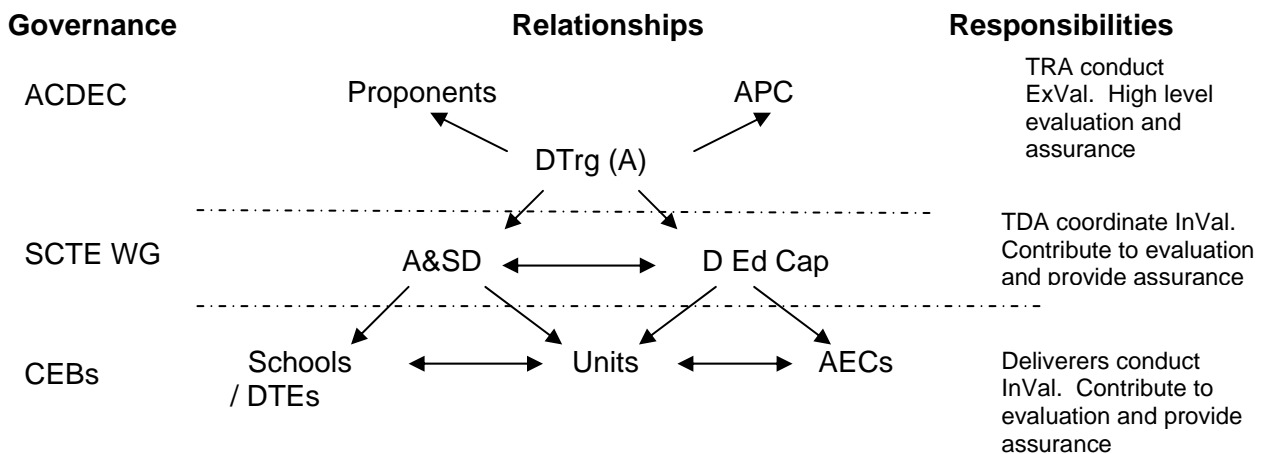 Governance Relationships Responsibilities
ACDEC
Proponents
APC
TRA conduct
ExVal. High level
evaluation and
assurance
DTrg (A)
SCTE WG
A&SD
D Ed Cap
TDA coordinate InVal.
Contribute to evaluation
and provide assurance
CEBs
Schools
/ DTEs
Units
AECs
Deliverers conduct
InVal. Contribute to
evaluation and provide
assurance